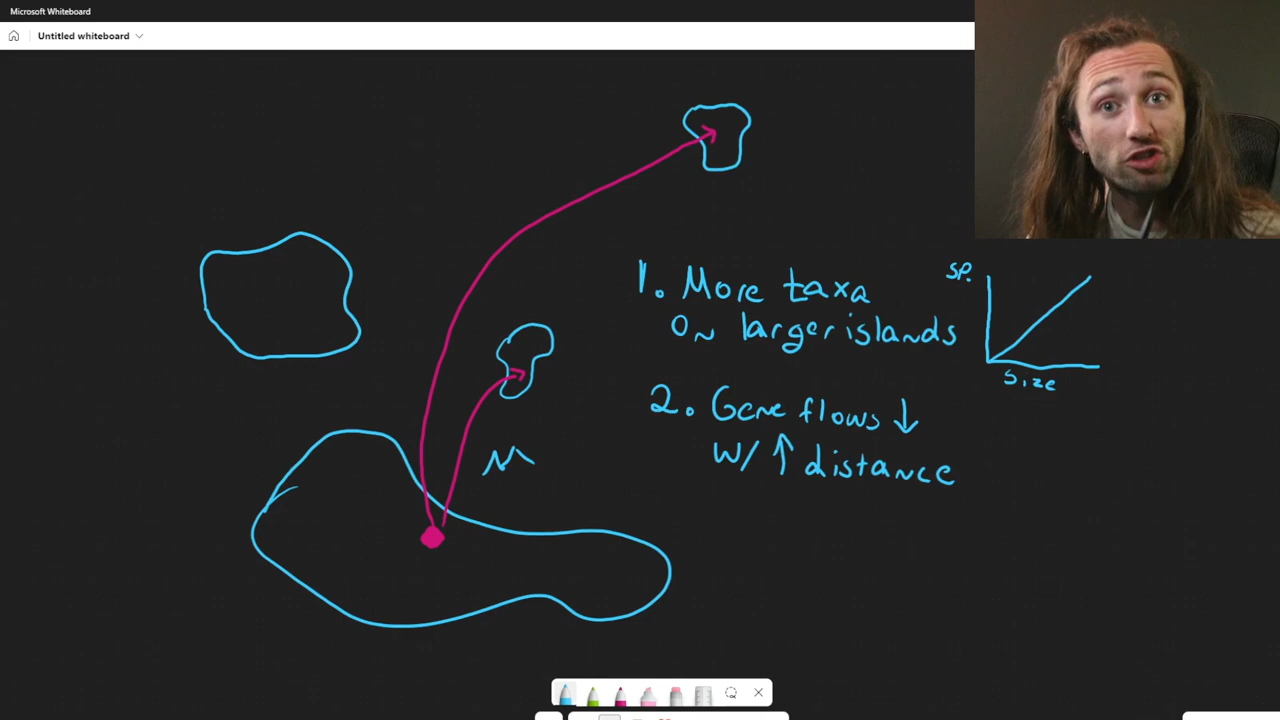 Microsoft Whiteboard
Untitled whiteboard
1. More taxa
On larger islands
SP.
Size
2. Gene flows ↓
W/ ↑ distance